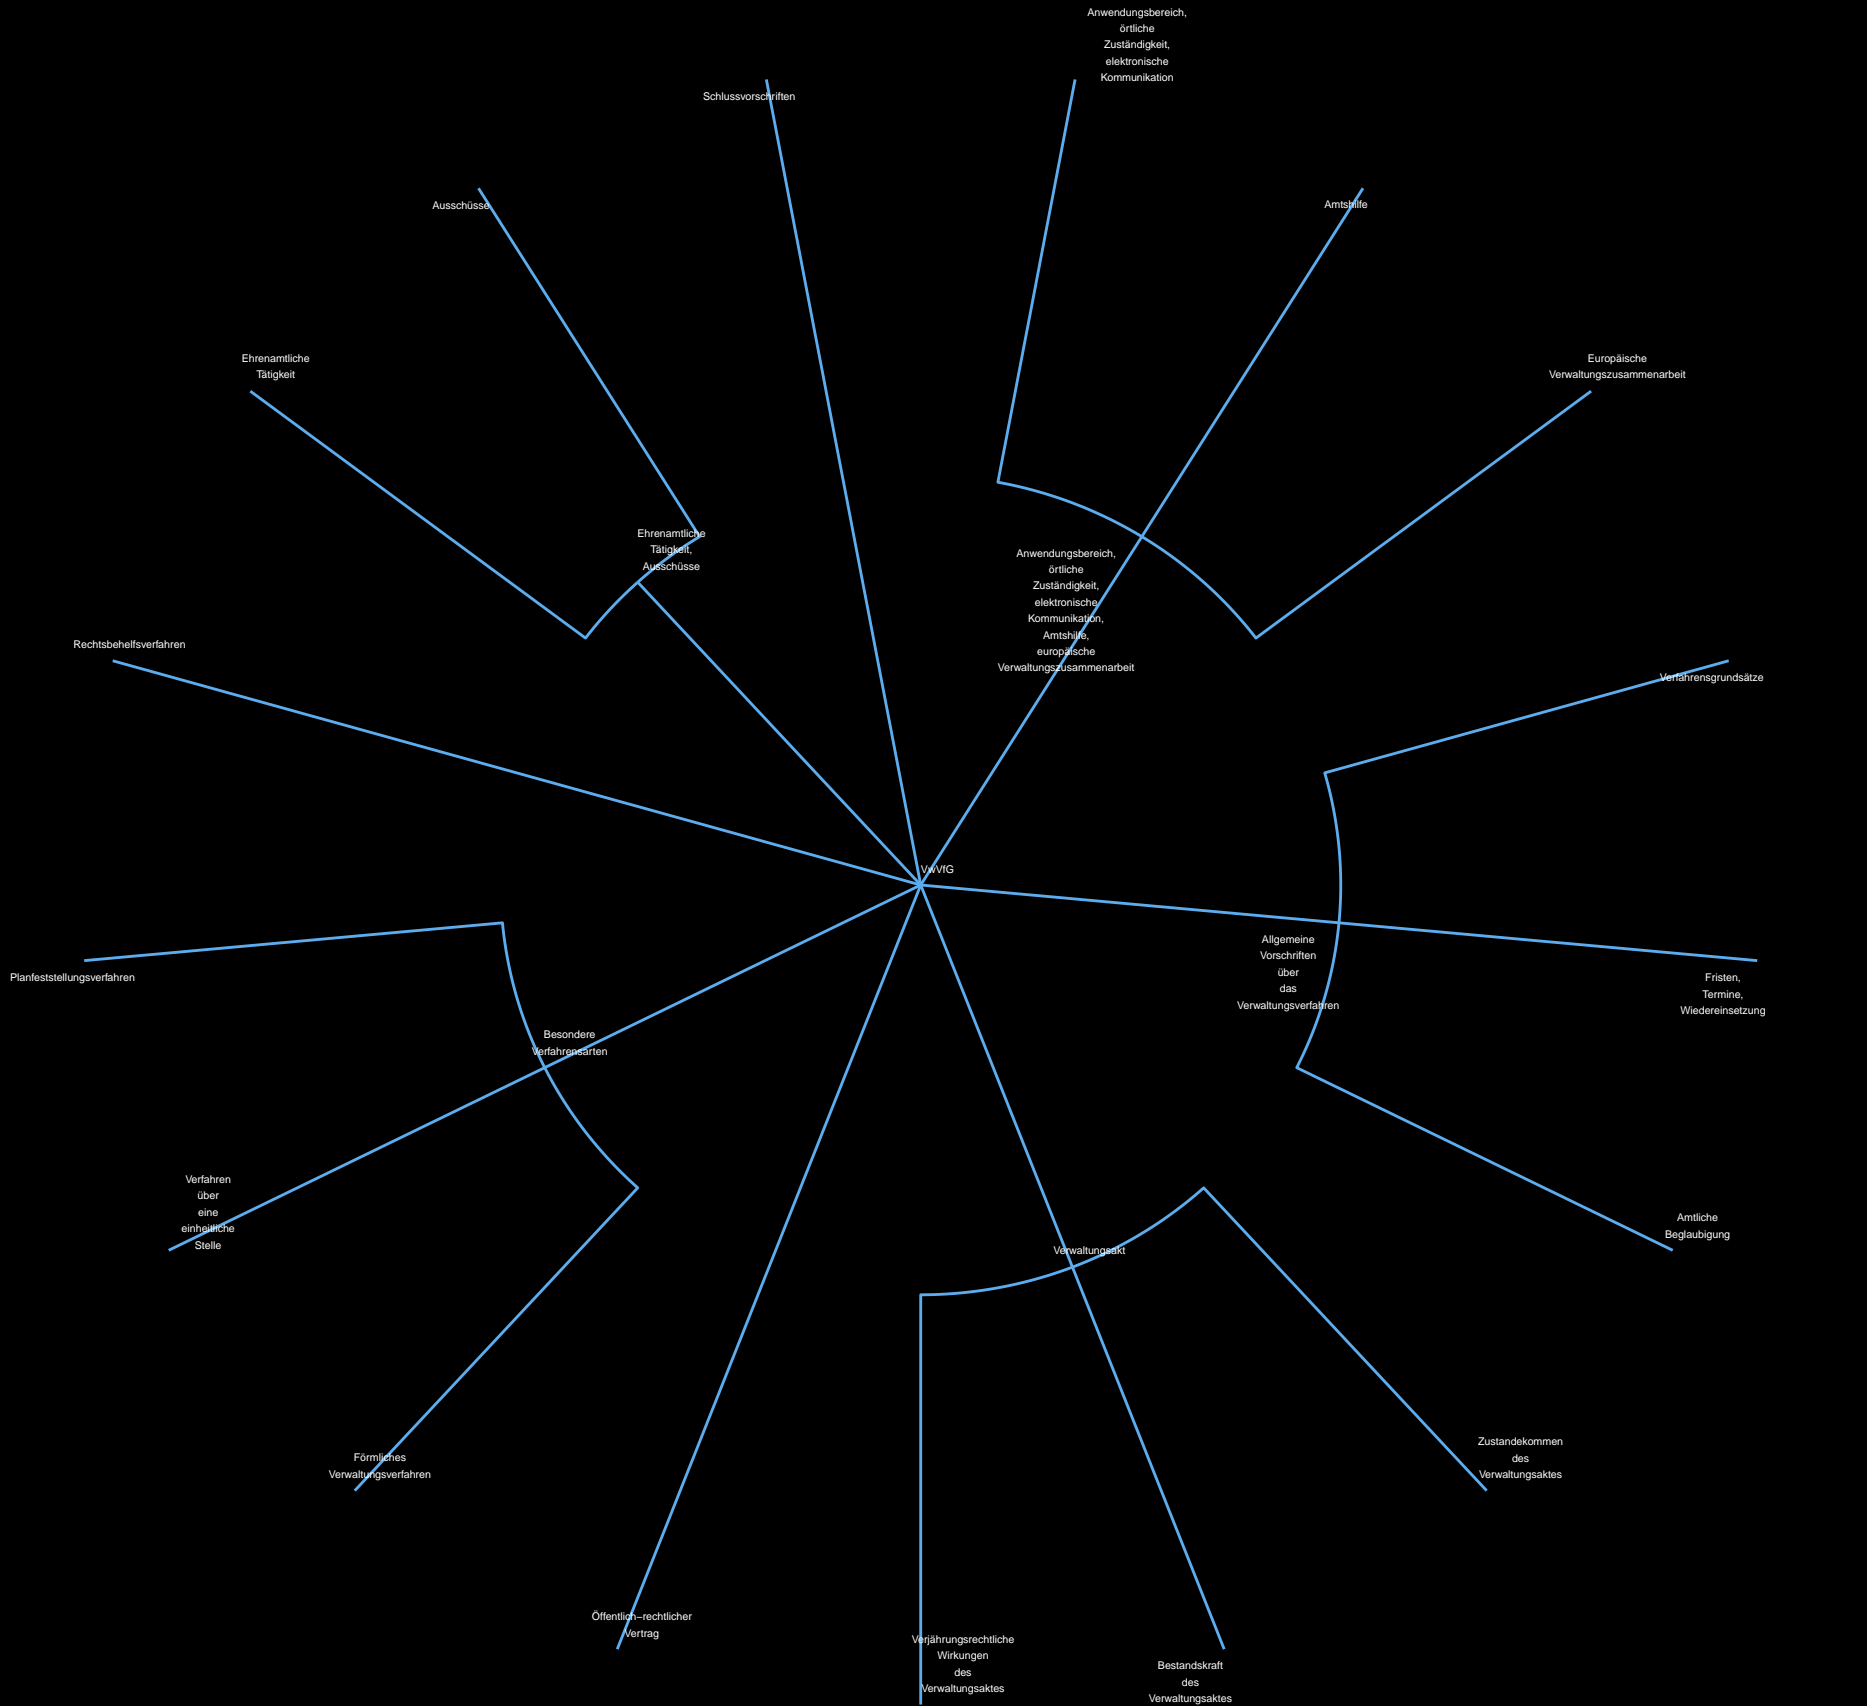 Anwendungsbereich,
örtliche
Zuständigkeit,
elektronische
Kommunikation
Schlussvorschriften
Ausschüsse
Amtshilfe
Ehrenamtliche
Tätigkeit
Europäische
Verwaltungszusammenarbeit
Ehrenamtliche
Tätigkeit,
Ausschüsse
Anwendungsbereich,
örtliche
Zuständigkeit,
elektronische
Kommunikation,
Amtshilfe,
europäische
Verwaltungszusammenarbeit
Rechtsbehelfsverfahren
Verfahrensgrundsätze
VwVfG
Allgemeine
Vorschriften
über
das
Verwaltungsverfahren
Planfeststellungsverfahren
Fristen,
Termine,
Wiedereinsetzung
Besondere
Verfahrensarten
Verfahren
über
eine
einheitliche
Stelle
Amtliche
Beglaubigung
Verwaltungsakt
Förmliches
Verwaltungsverfahren
Zustandekommen
des
Verwaltungsaktes
Öffentlich−rechtlicher
Vertrag
Verjährungsrechtliche
Wirkungen
des
Verwaltungsaktes
Bestandskraft
des
Verwaltungsaktes